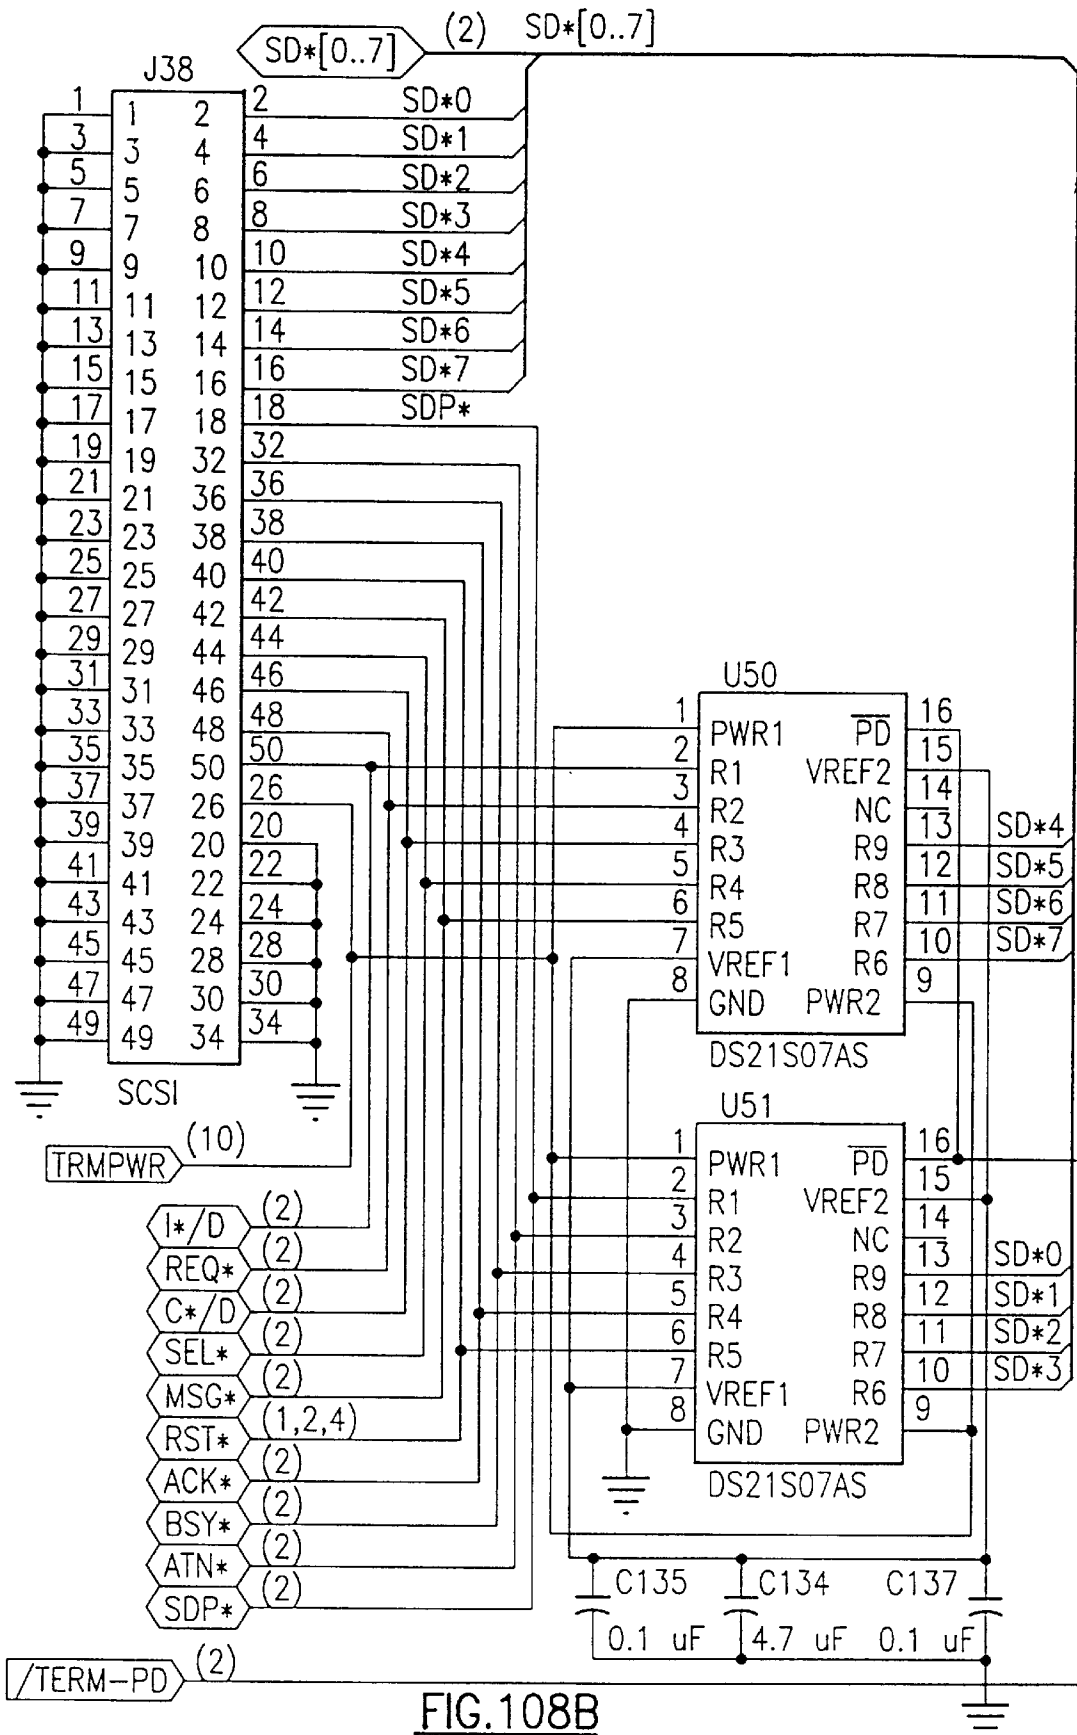 SD*[0..7] (2) SD*[0..7]
J38
1 1 2 2 SD*0
3 3 4 4 SD*1
5 5 6 6 SD*2
7 7 8 8 SD*3
9 9 10 10 SD*4
11 11 12 12 SD*5
13 13 14 14 SD*6
15 15 16 16 SD*7
17 17 18 18 SDP*
19 19 32 32
21 21 36 36
23 23 38 38
25 25 40 40
27 27 42 42
29 29 44 44
31 31 46 46
33 33 48 48
35 35 50 50
37 37 26 26
39 39 20 20
41 41 22 22
43 43 24 24
45 45 28 28
47 47 30 30
49 49 34 34
SCSI
U50
1 PWR1 PD 16
2 R1 VREF2 15
3 R2 NC 14
4 R3 R9 13 SD*4
5 R4 R8 12 SD*5
6 R5 R7 11 SD*6
7 VREF1 R6 10 SD*7
8 GND PWR2 9
DS21S07AS
U51
1 PWR1 PD 16
2 R1 VREF2 15
3 R2 NC 14
4 R3 R9 13 SD*0
5 R4 R8 12 SD*1
6 R5 R7 11 SD*2
7 VREF1 R6 10 SD*3
8 GND PWR2 9
DS21S07AS
TRMPWR (10)
I*/D (2)
REQ* (2)
C*/D (2)
SEL* (2)
MSG* (2)
RST* (1,2,4)
ACK* (2)
BSY* (2)
ATN* (2)
SDP* (2)
C135 C134 C137
0.1 uF 4.7 uF 0.1 uF
/TERM-PD (2)
FIG.108B